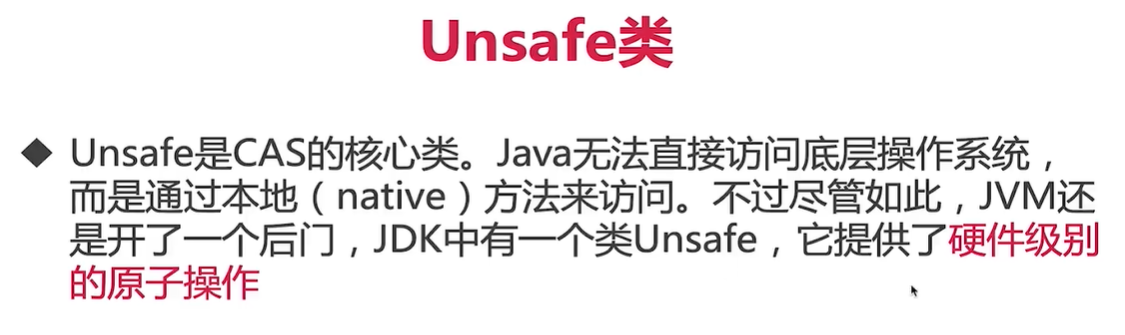 Unsafe类
◆ Unsafe是CAS的核心类。Java无法直接访问底层操作系统，
而是通过本地（native）方法来访问。不过尽管如此，JVM还
是开了一个后门，JDK中有一个类Unsafe，它提供了硬件级别
的原子操作